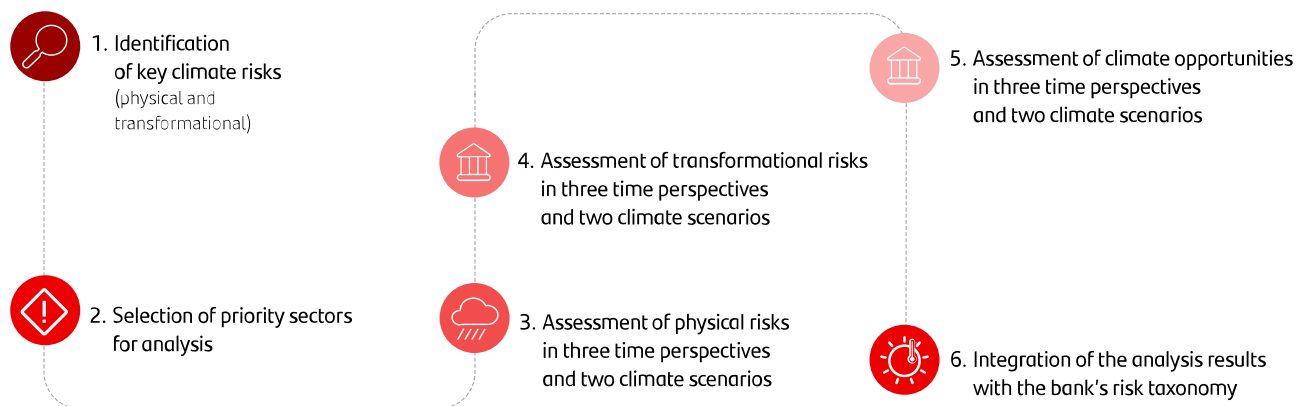 1. Identification
of key climate risks
(physical and
transformational)
2. Selection of priority sectors
for analysis
3. Assessment of physical risks
in three time perspectives
and two climate scenarios
4. Assessment of transformational risks
in three time perspectives
and two climate scenarios
5. Assessment of climate opportunities
in three time perspectives
and two climate scenarios
6. Integration of the analysis results
with the bank's risk taxonomy